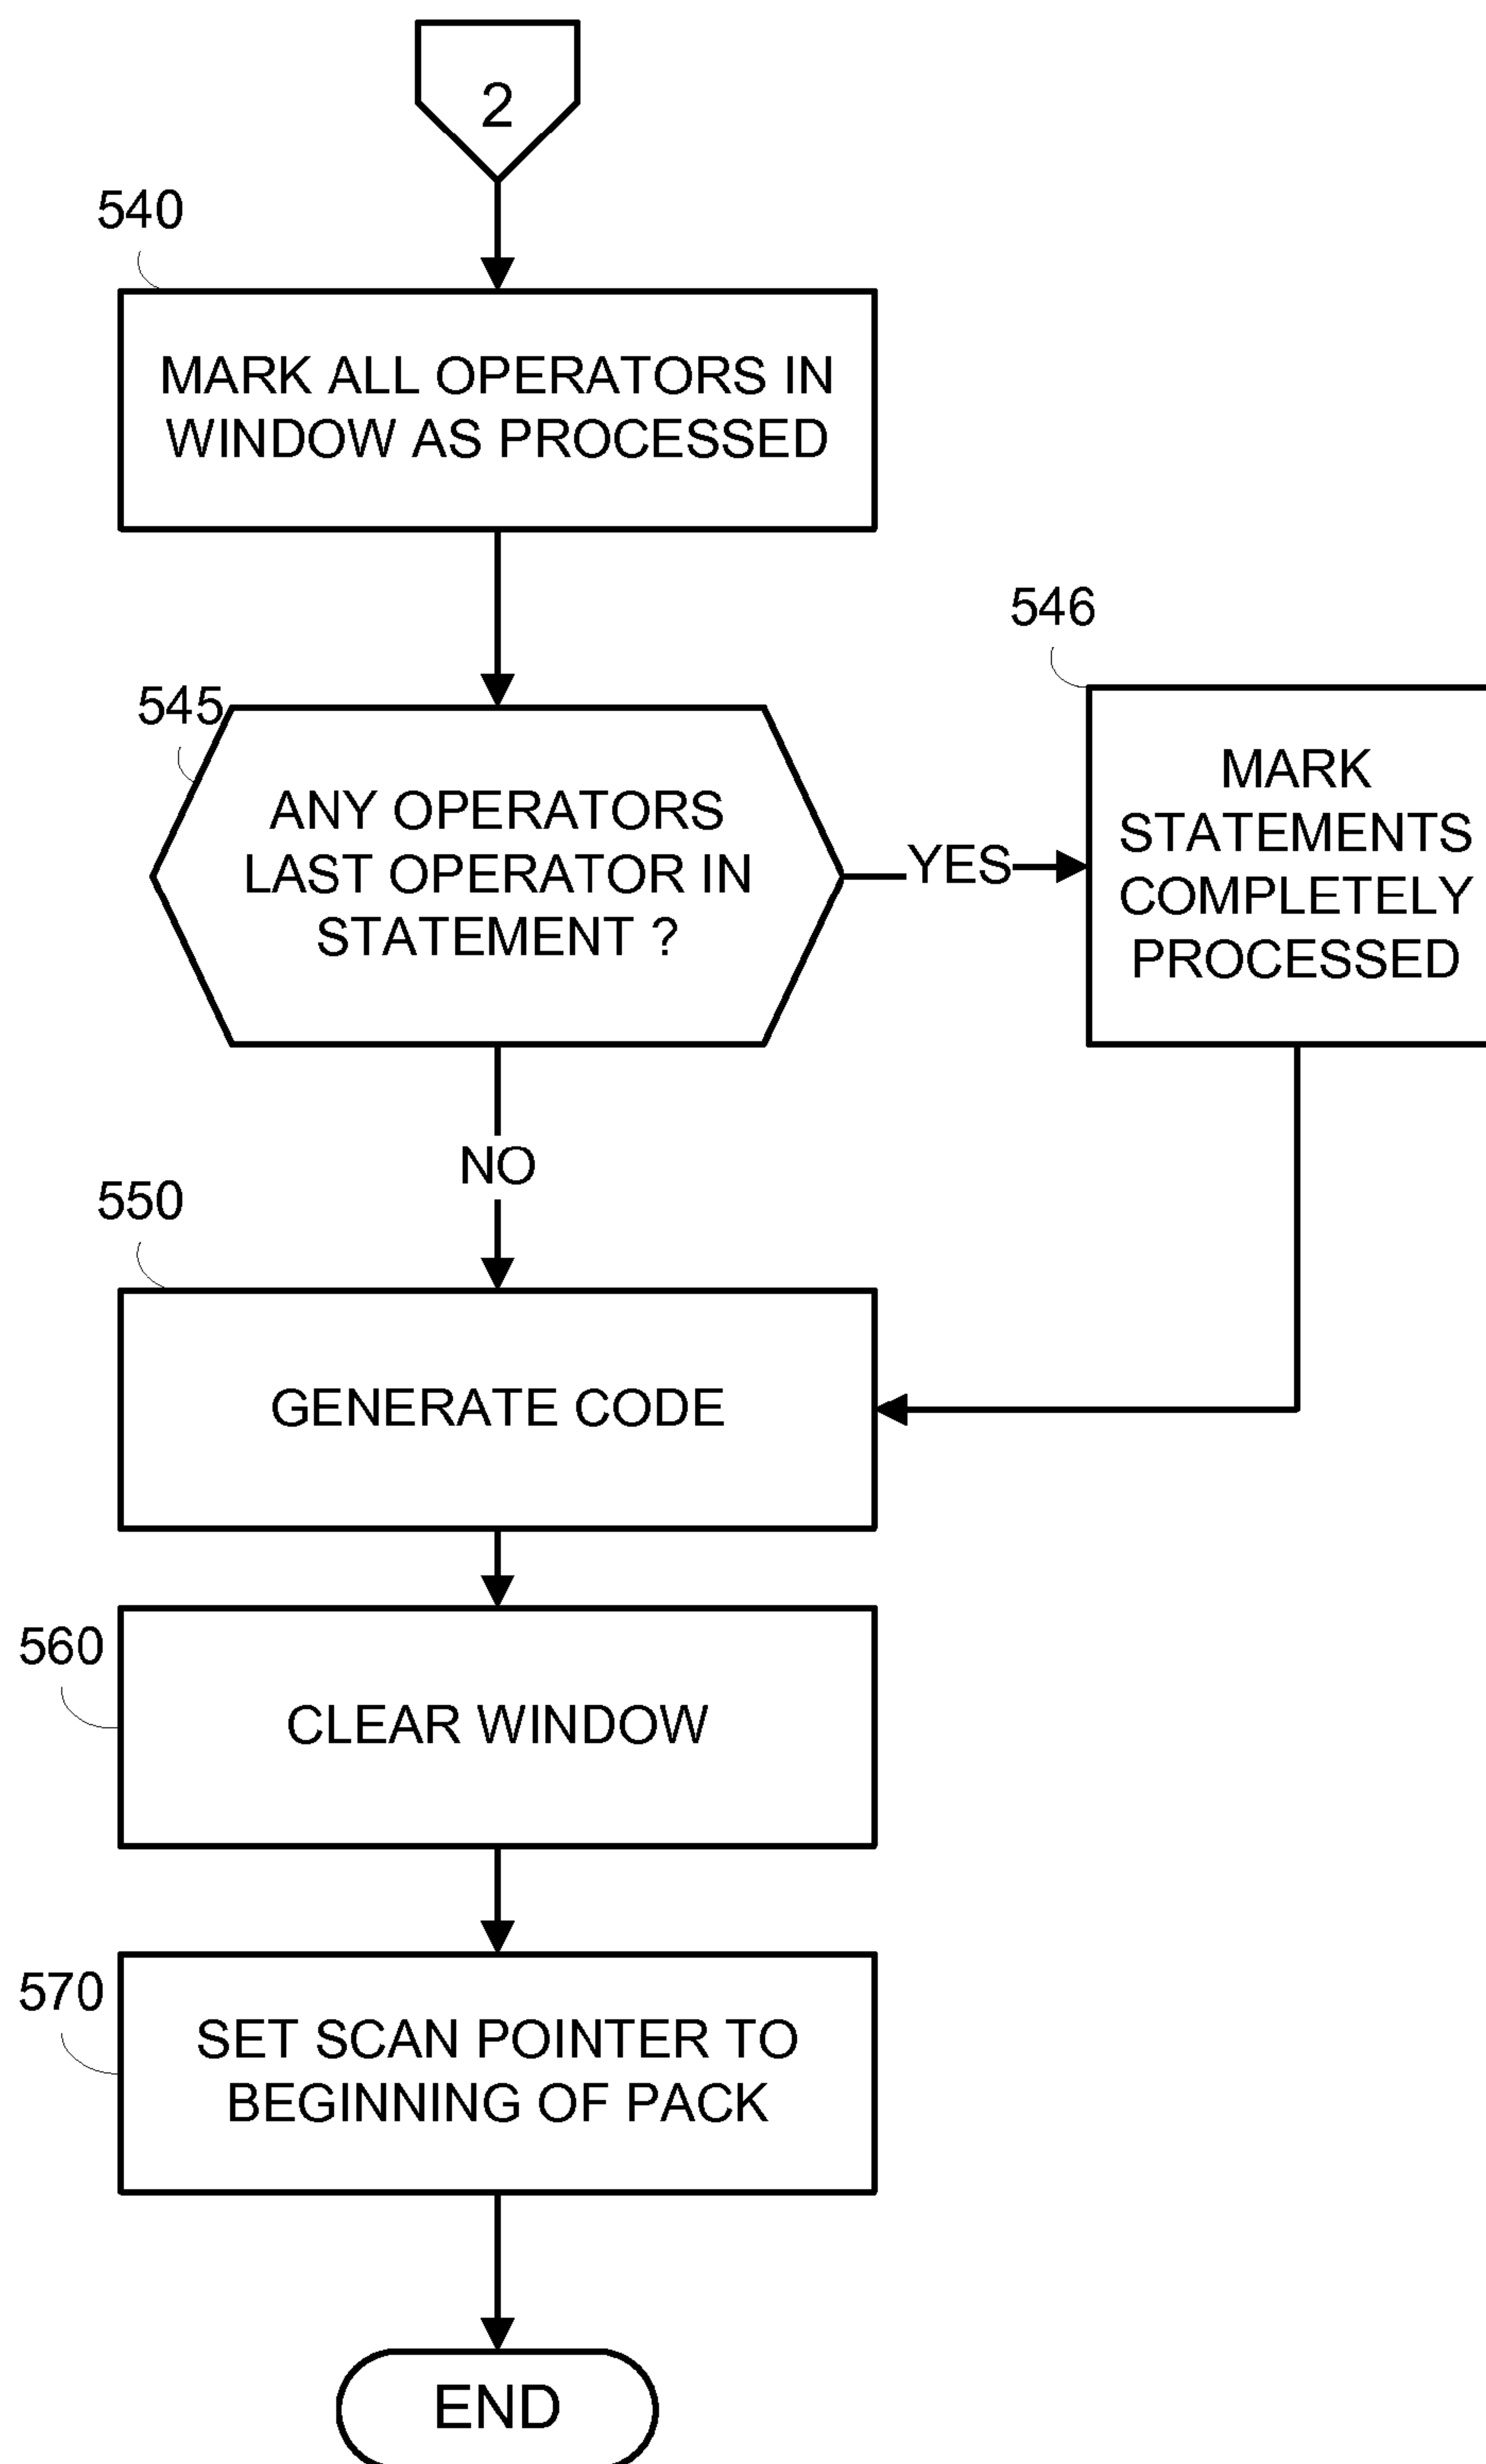 2
540
MARK ALL OPERATORS IN
WINDOW AS PROCESSED
546
545
ANY OPERATORS
LAST OPERATOR IN
STATEMENT ?
YES
MARK
STATEMENTS
COMPLETELY
PROCESSED
NO
550
GENERATE CODE
560
CLEAR WINDOW
570
SET SCAN POINTER TO
BEGINNING OF PACK
END